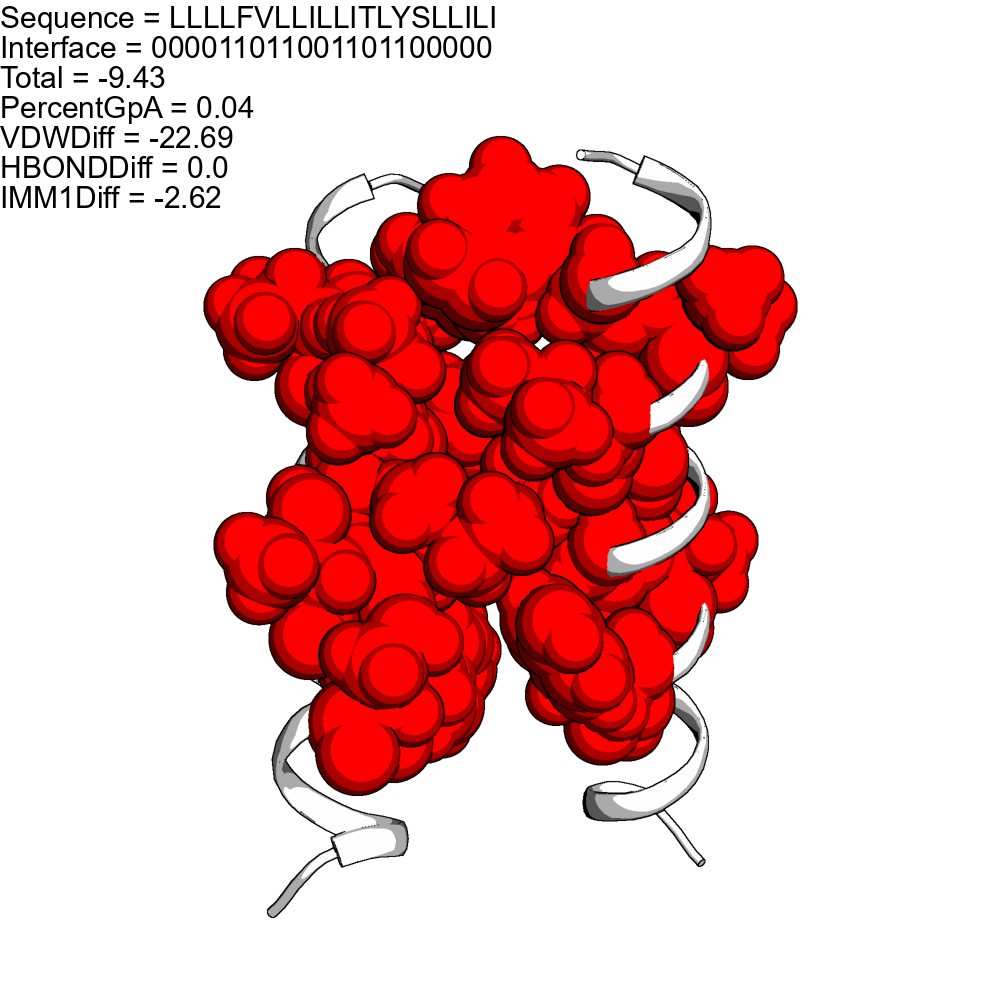 Sequence = LLLLFVLLILLITLYSLLILI
Interface = 000011011001101100000
Total = -9.43
PercentGpA = 0.04
VDWDiff = -22.69
HBONDDiff = 0.0
IMM1Diff = -2.62